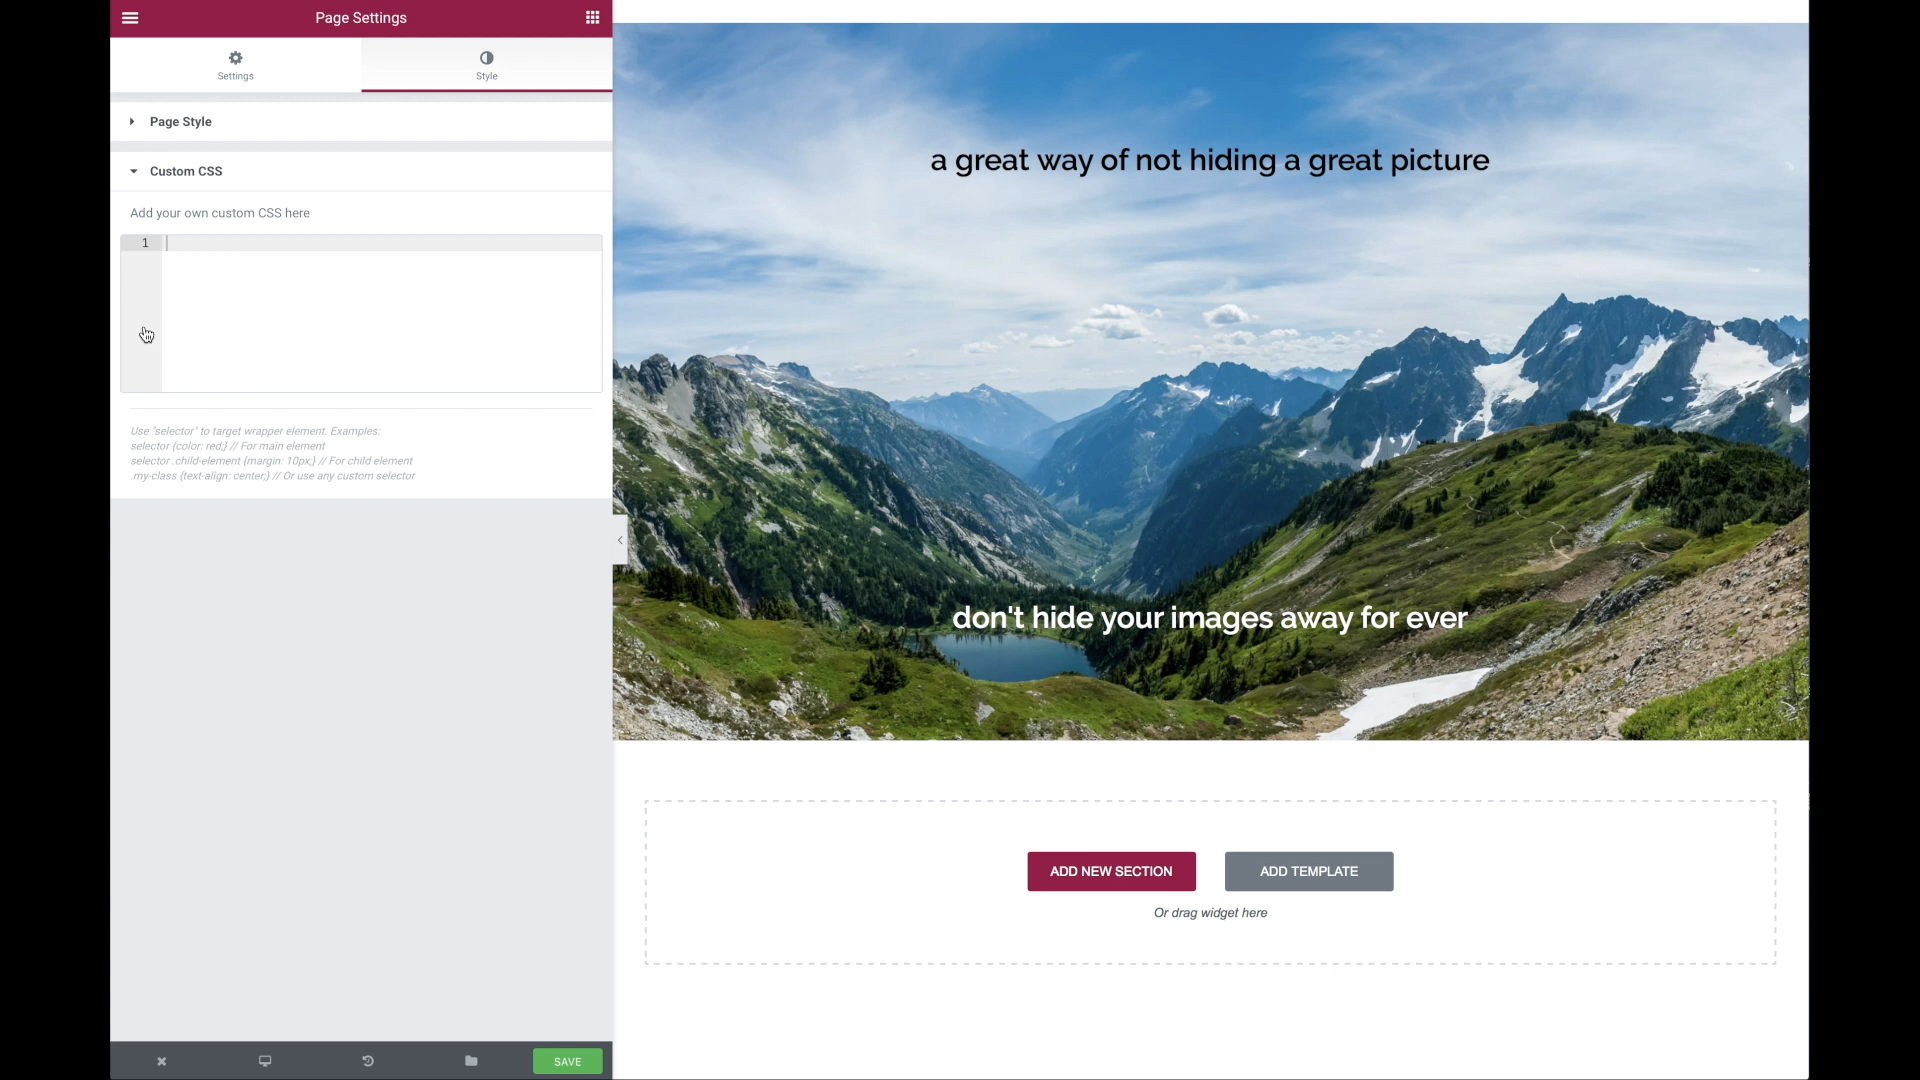 Page Settings
Settings
Style
Page Style
Custom CSS
Add your own custom CSS here
1
Use "selector" to target wrapper element. Examples:
selector {color: red;} // For main element
selector .child-element {margin: 10px;} // For child element
.my-class {text-align: center;} // Or use any custom selector
SAVE
a great way of not hiding a great picture
don't hide your images away for ever
ADD NEW SECTION
ADD TEMPLATE
Or drag widget here